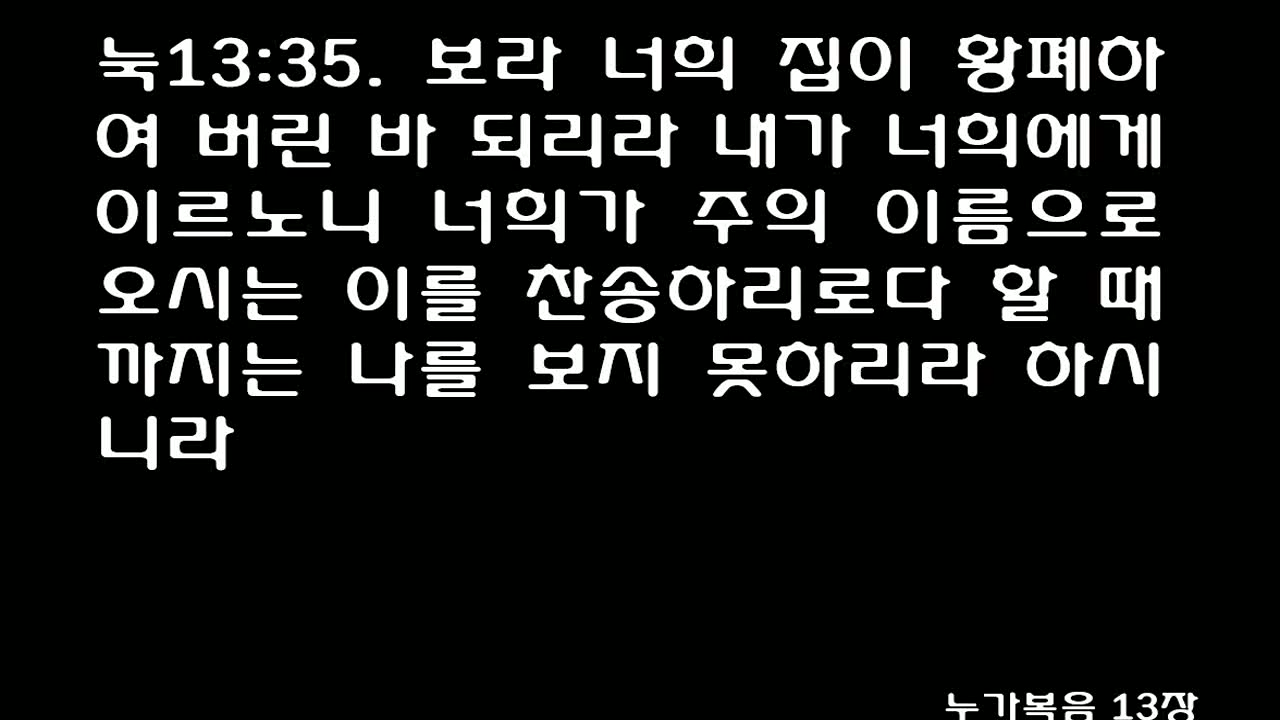 눅13:35. 보라 너희 집이 황폐하
여 버린 바 되리라 내가 너희에게
이르노니 너희가 주의 이름으로
오시는 이를 찬송하리로다 할 때
까지는 나를 보지 못하리라 하시
니라
누가복음 13장